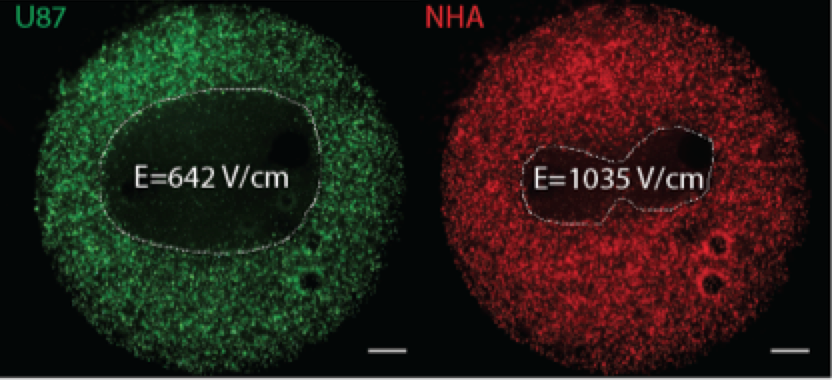 U87
NHA
E=642 V/cm
E=1035 V/cm